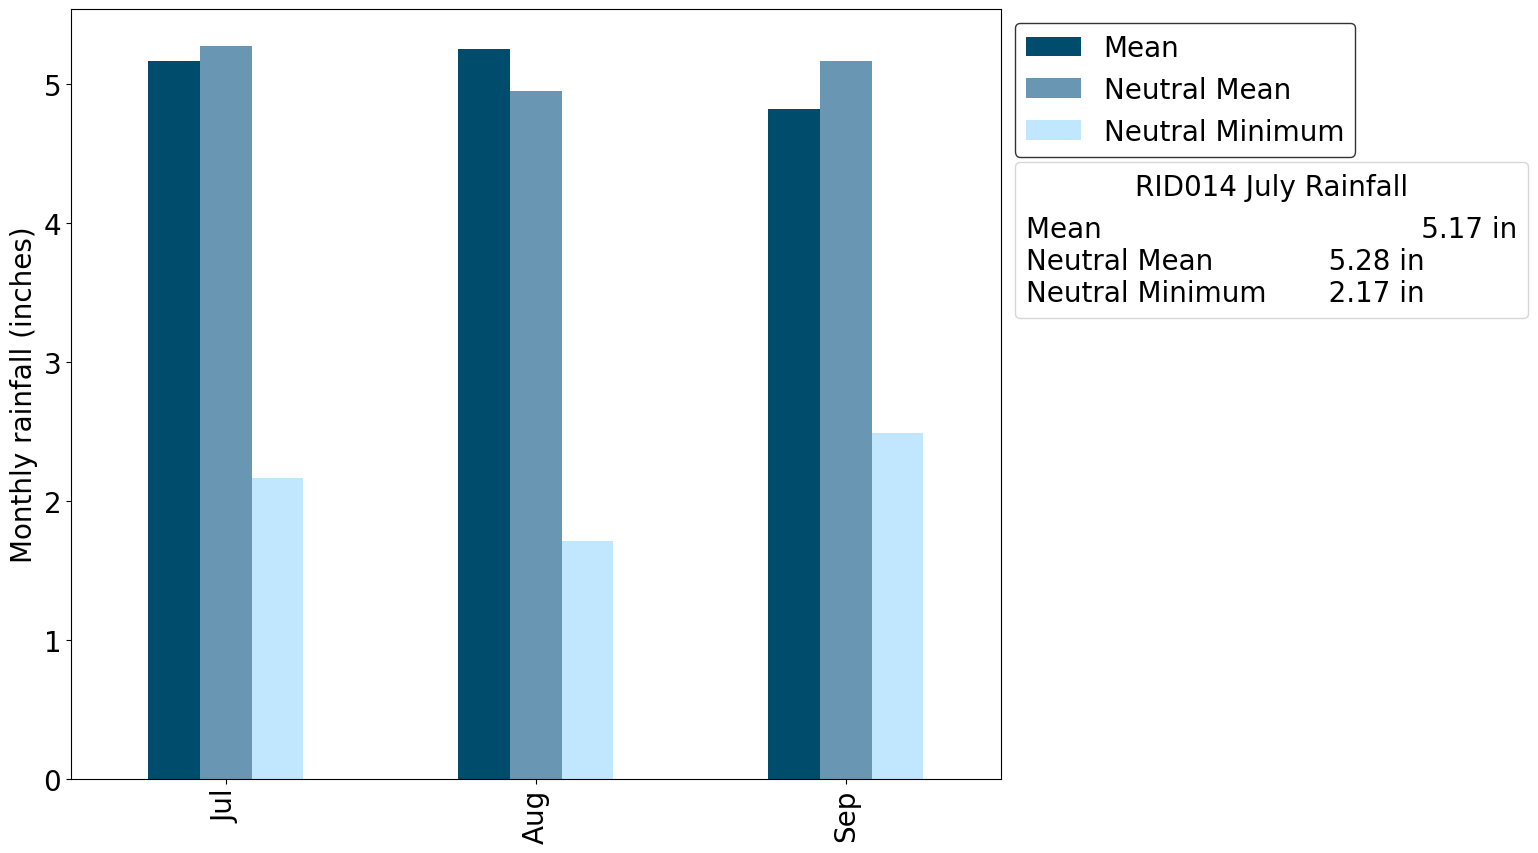 Monthly rainfall (inches)
5
4
3
2
1
0
Jul
Aug
Sep
Mean
Neutral Mean
Neutral Minimum
RID014 July Rainfall
Mean 5.17 in
Neutral Mean 5.28 in
Neutral Minimum 2.17 in